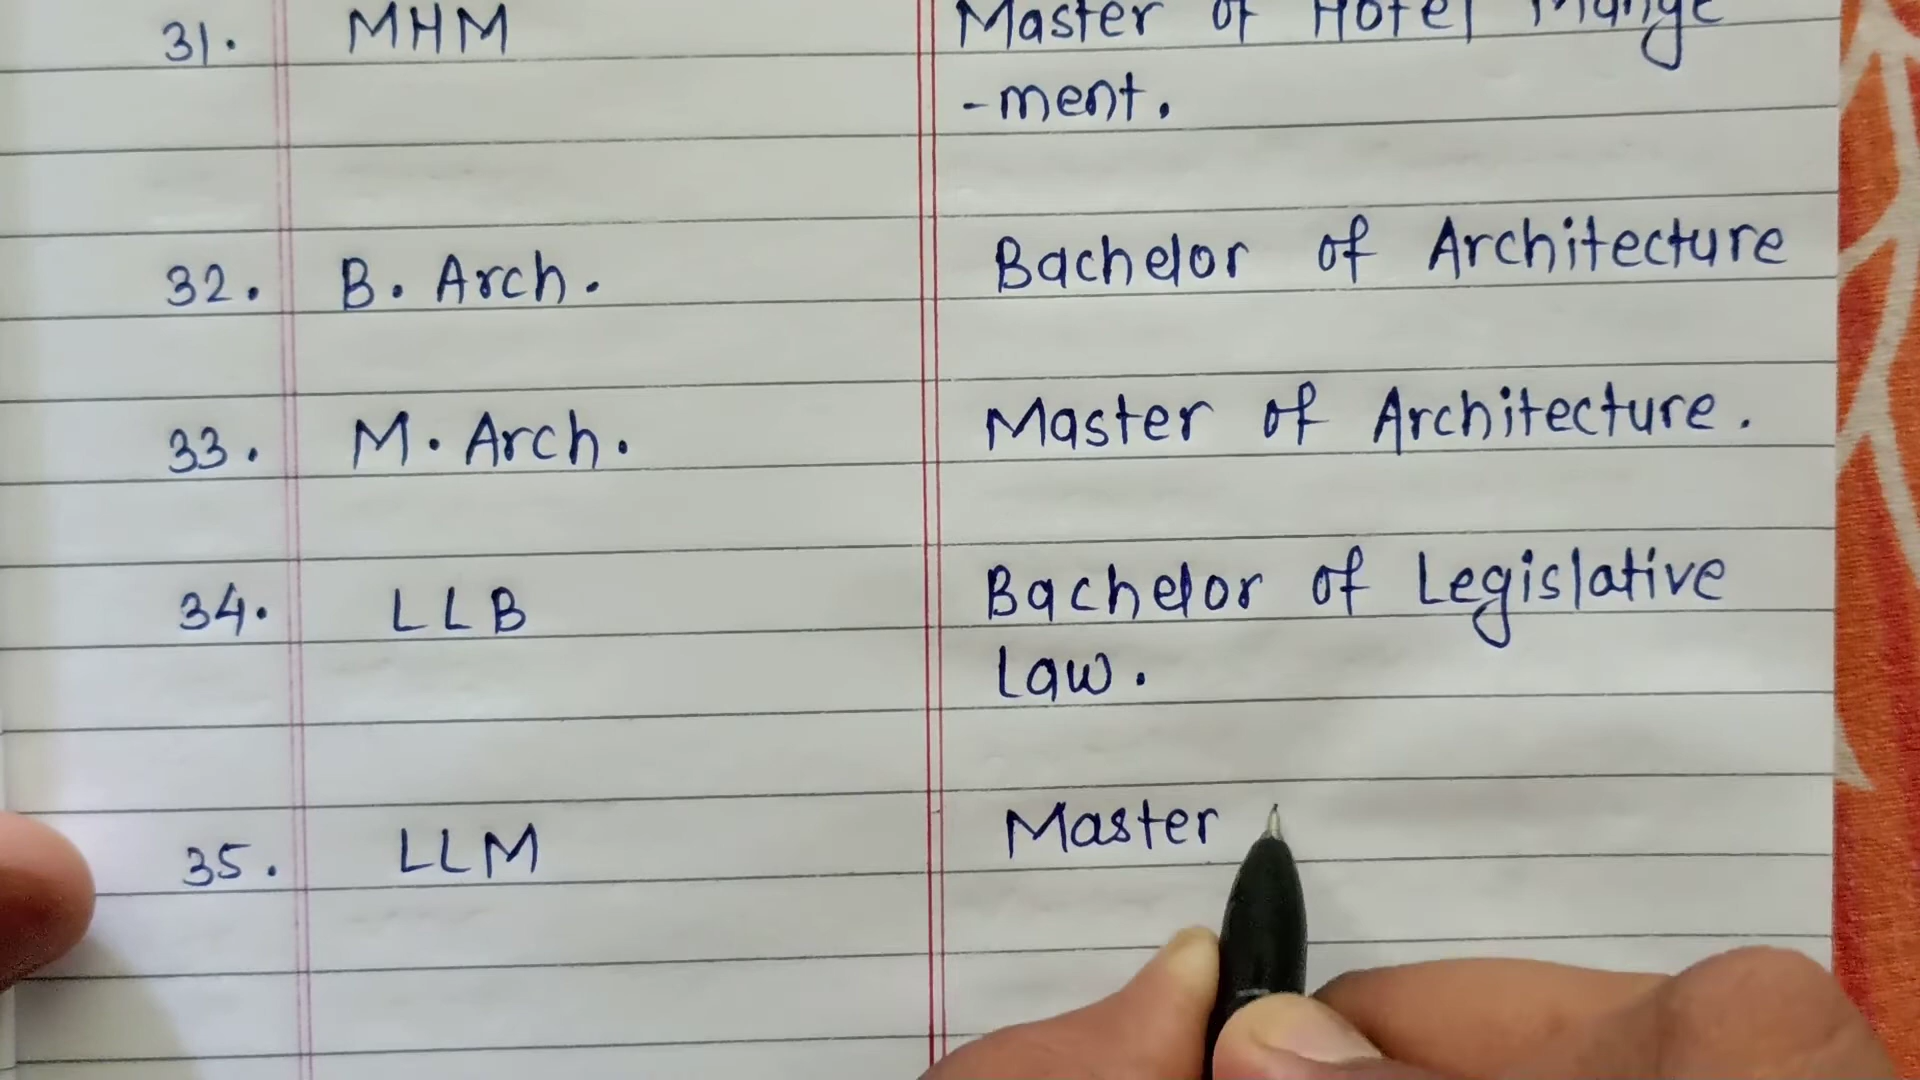 31. MHM Master of Hotel Mange
-ment.
32. B. Arch. Bachelor of Architecture
33. M. Arch. Master of Architecture.
34. LLB Bachelor of Legislative
Law.
35. LLM Master